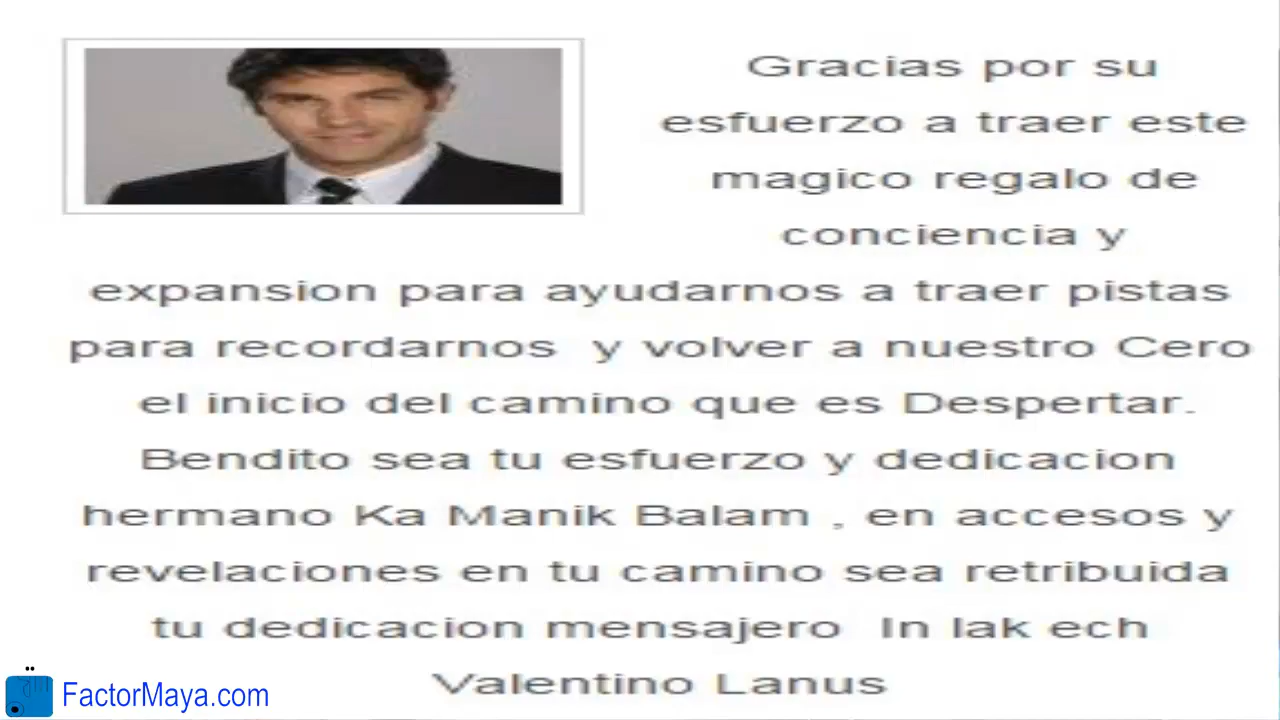 Gracias por su
esfuerzo a traer este
magico regalo de
conciencia y
expansion para ayudarnos a traer pistas
para recordarnos y volver a nuestro Cero
el inicio del camino que es Despertar.
Bendito sea tu esfuerzo y dedicacion
hermano Ka Manik Balam , en accesos y
revelaciones en tu camino sea retribuida
tu dedicacion mensajero In lak ech
Valentino Lanus
FactorMaya.com